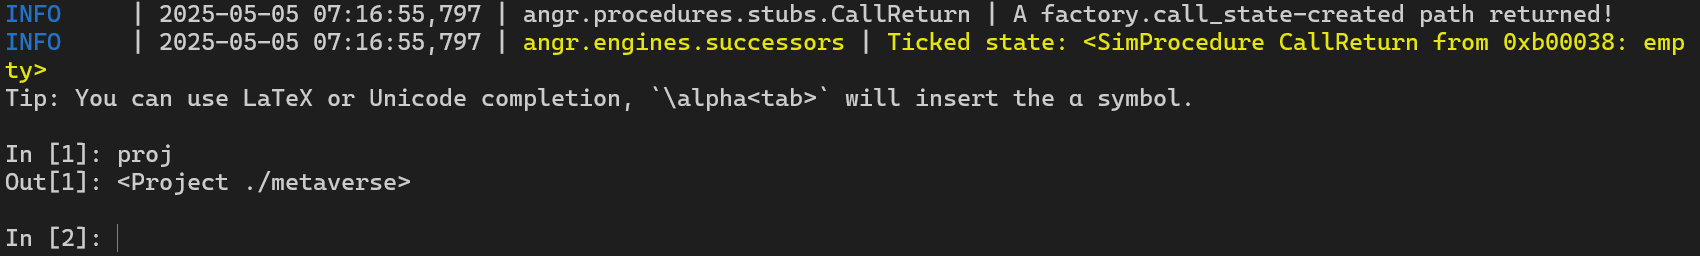 INFO     | 2025-05-05 07:16:55,797 | angr.procedures.stubs.CallReturn | A factory.call_state-created path returned!
INFO     | 2025-05-05 07:16:55,797 | angr.engines.successors | Ticked state: <SimProcedure CallReturn from 0xb00038: emp
ty>
Tip: You can use LaTeX or Unicode completion, `\alpha<tab>` will insert the α symbol.
In [1]: proj
Out[1]: <Project ./metaverse>
In [2]: